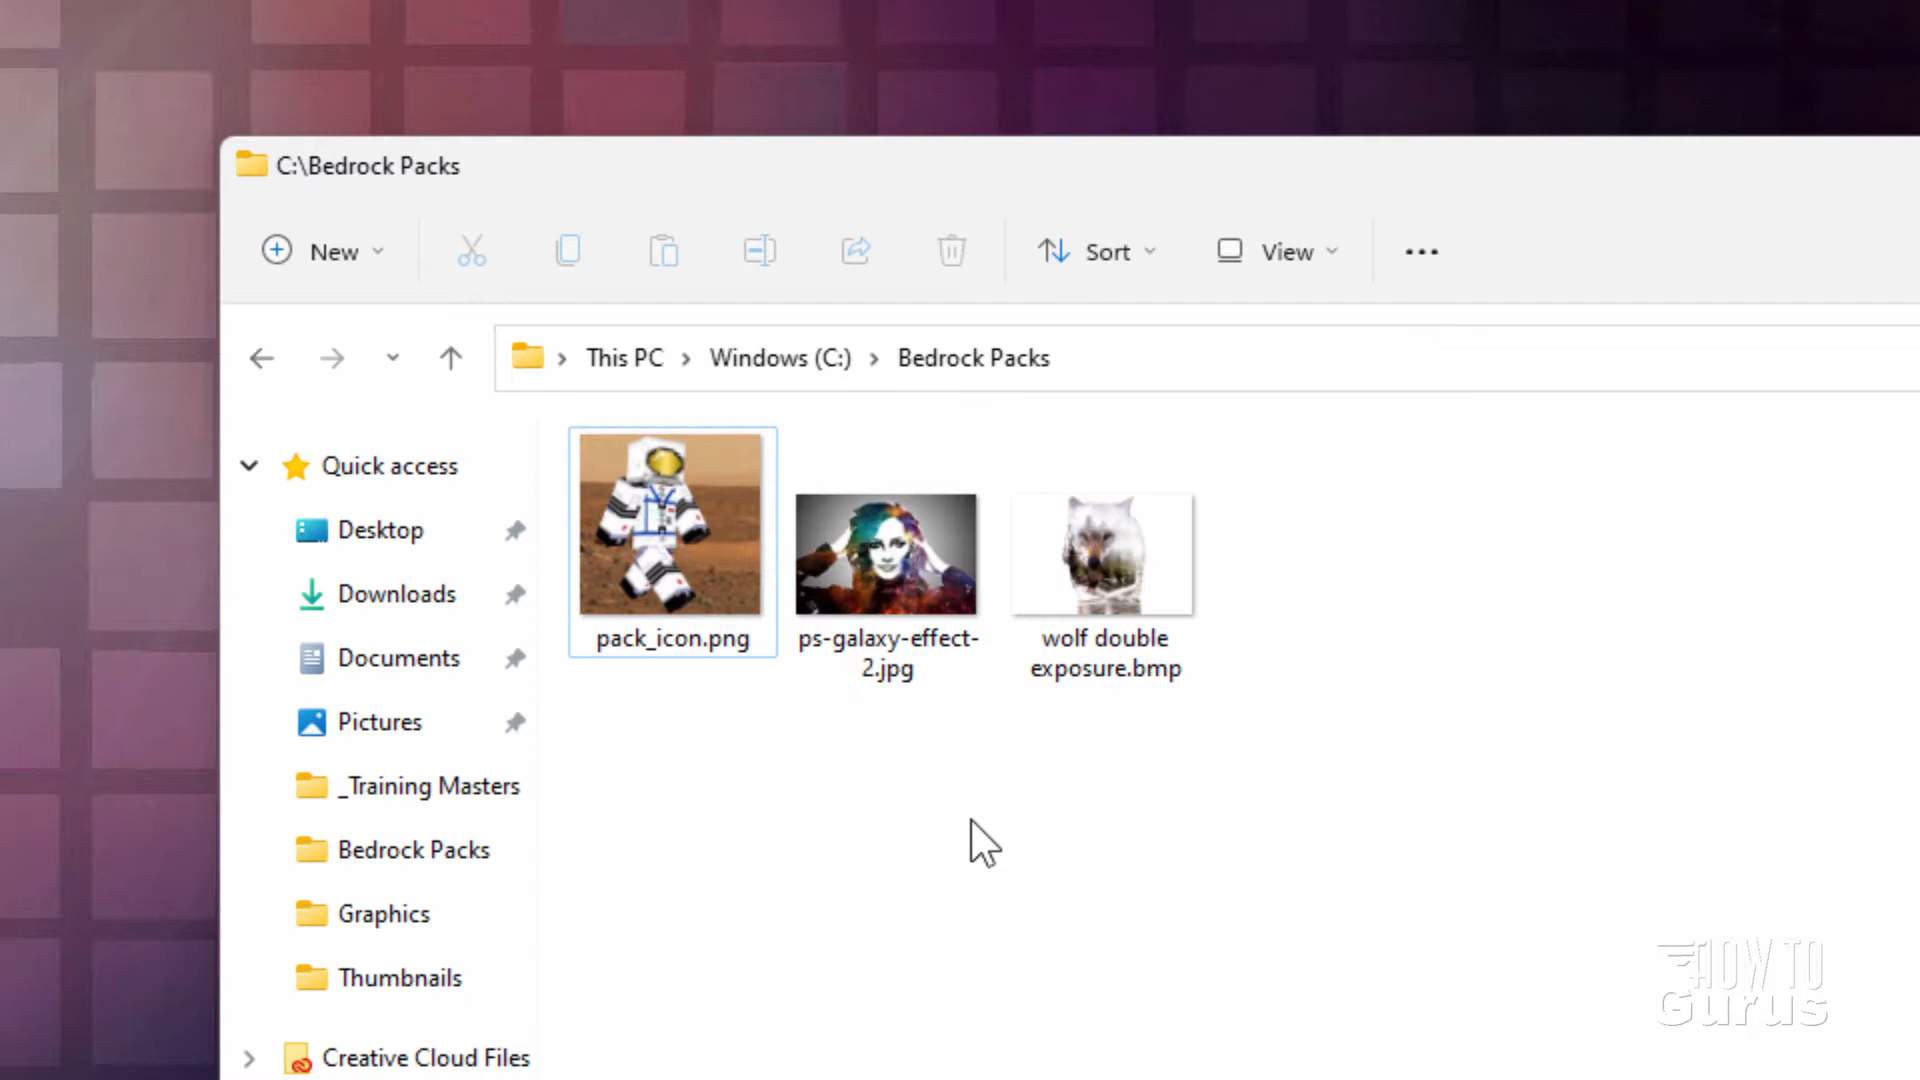 C:\Bedrock Packs
New
Sort
View
This PC
Windows (C:)
Bedrock Packs
Quick access
Desktop
Downloads
Documents
Pictures
_Training Masters
Bedrock Packs
Graphics
Thumbnails
Creative Cloud Files
pack_icon.png
ps-galaxy-effect-
2.jpg
wolf double
exposure.bmp
HOW TO
Gurus